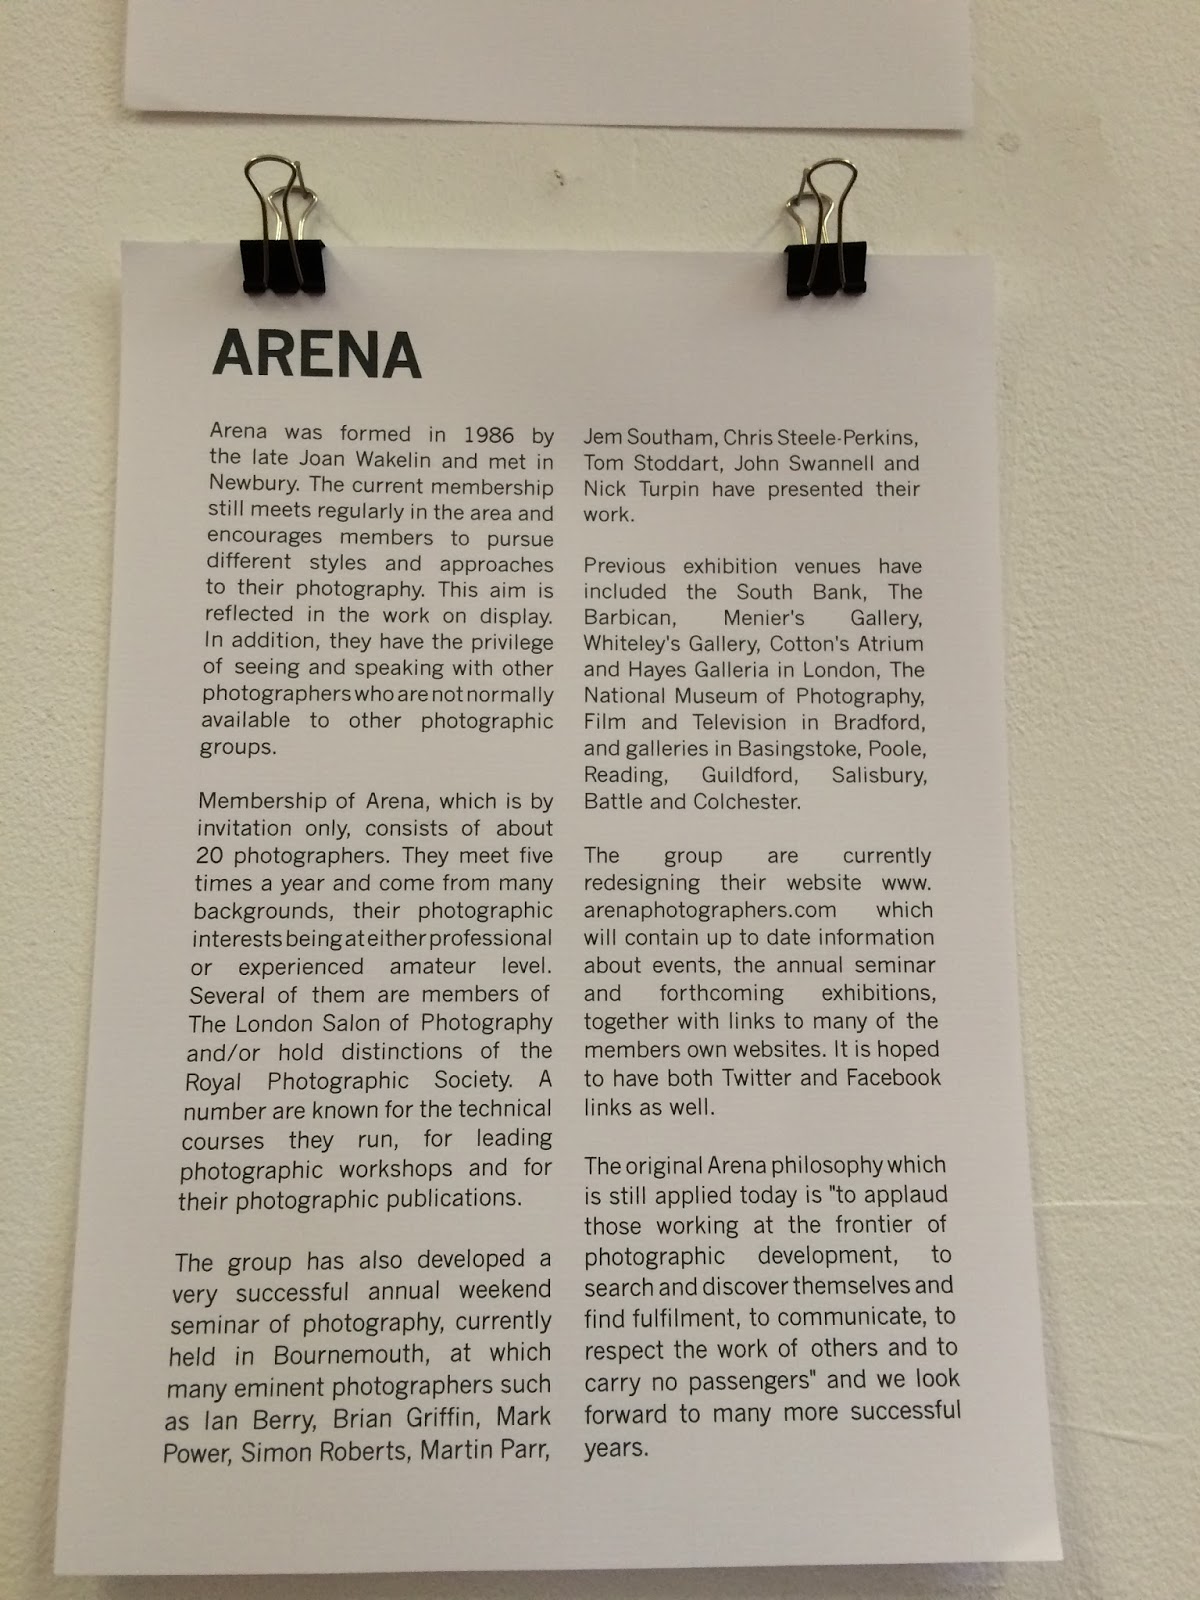 ARENA
Arena was formed in 1986 by
the late Joan Wakelin and met in
Newbury. The current membership
still meets regularly in the area and
encourages members to pursue
different styles and approaches
to their photography. This aim is
reflected in the work on display.
In addition, they have the privilege
of seeing and speaking with other
photographers who are not normally
available to other photographic
groups.
Membership of Arena, which is by
invitation only, consists of about
20 photographers. They meet five
times a year and come from many
backgrounds, their photographic
interests being at either professional
or experienced amateur level.
Several of them are members of
The London Salon of Photography
and/or hold distinctions of the
Royal Photographic Society. A
number are known for the technical
courses they run, for leading
photographic workshops and for
their photographic publications.
The group has also developed a
very successful annual weekend
seminar of photography, currently
held in Bournemouth, at which
many eminent photographers such
as Ian Berry, Brian Griffin, Mark
Power, Simon Roberts, Martin Parr,
Jem Southam, Chris Steele-Perkins,
Tom Stoddart, John Swannell and
Nick Turpin have presented their
work.
Previous exhibition venues have
included the South Bank, The
Barbican, Menier's Gallery,
Whiteley's Gallery, Cotton's Atrium
and Hayes Galleria in London, The
National Museum of Photography,
Film and Television in Bradford,
and galleries in Basingstoke, Poole,
Reading, Guildford, Salisbury,
Battle and Colchester.
The group are currently
redesigning their website www.
arenaphotographers.com which
will contain up to date information
about events, the annual seminar
and forthcoming exhibitions,
together with links to many of the
members own websites. It is hoped
to have both Twitter and Facebook
links as well.
The original Arena philosophy which
is still applied today is "to applaud
those working at the frontier of
photographic development, to
search and discover themselves and
find fulfilment, to communicate, to
respect the work of others and to
carry no passengers" and we look
forward to many more successful
years.